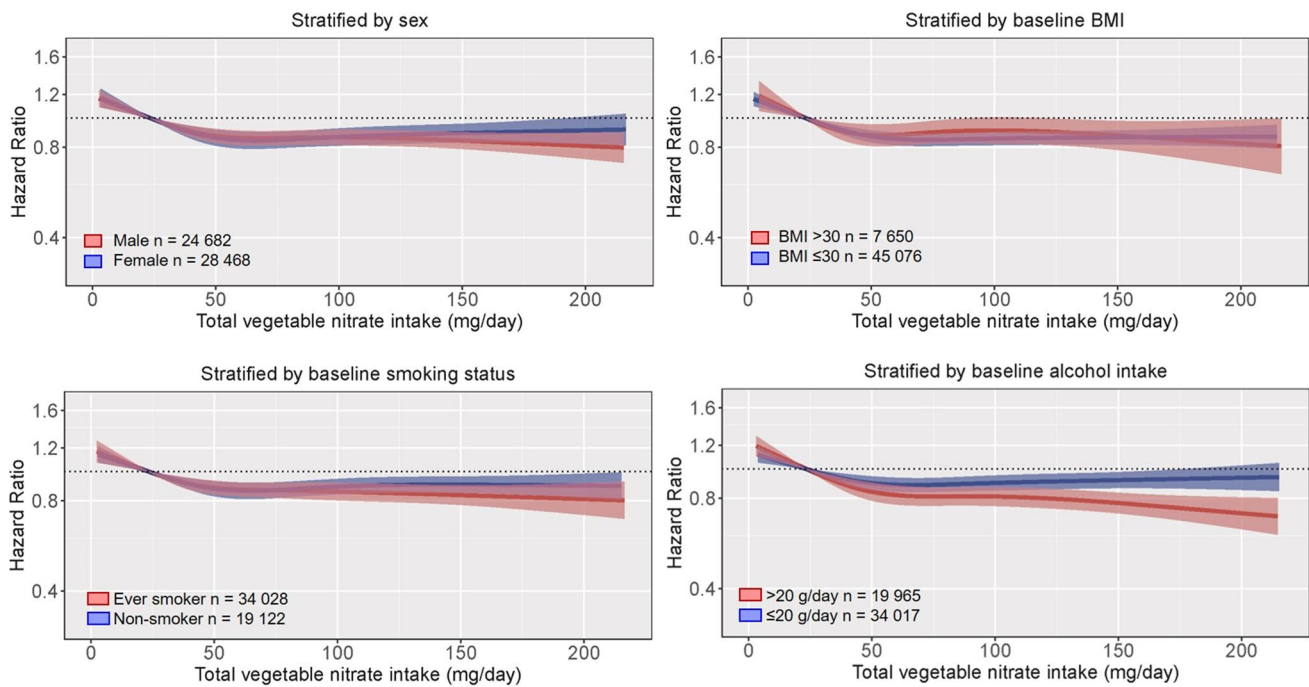 Stratified by sex
1.6
1.2
0.8
0.4
Hazard Ratio
Male n = 24 682
Female n = 28 468
0 50 100 150 200
Total vegetable nitrate intake (mg/day)
Stratified by baseline BMI
1.6
1.2
0.8
0.4
Hazard Ratio
BMI >30 n = 7 650
BMI ≤30 n = 45 076
0 50 100 150 200
Total vegetable nitrate intake (mg/day)
Stratified by baseline smoking status
1.6
1.2
0.8
0.4
Hazard Ratio
Ever smoker n = 34 028
Non-smoker n = 19 122
0 50 100 150 200
Total vegetable nitrate intake (mg/day)
Stratified by baseline alcohol intake
1.6
1.2
0.8
0.4
Hazard Ratio
>20 g/day n = 19 965
≤20 g/day n = 34 017
0 50 100 150 200
Total vegetable nitrate intake (mg/day)